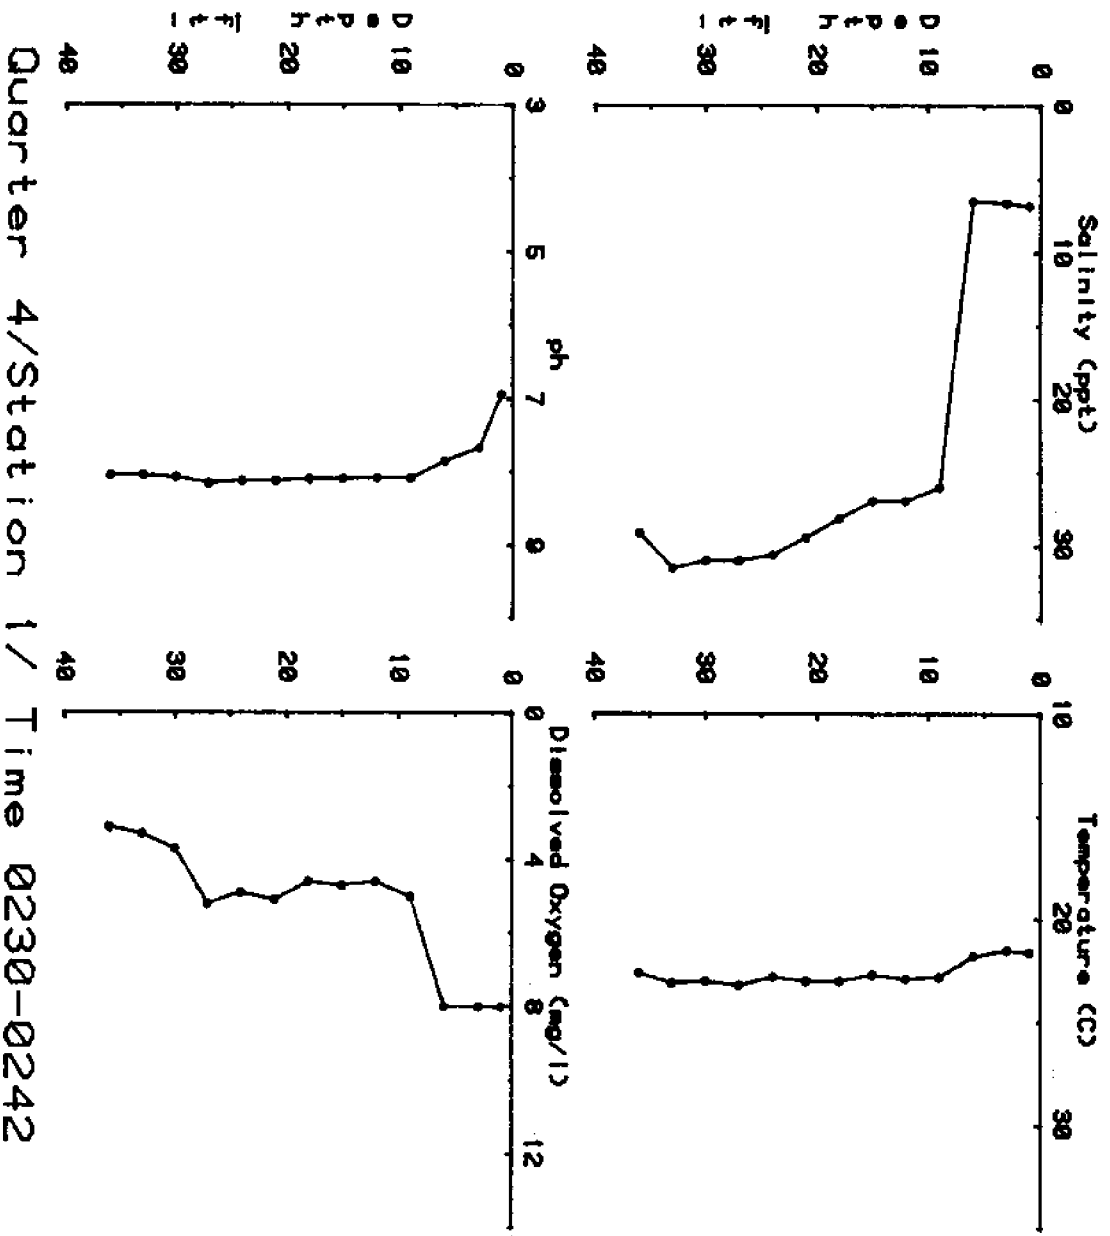 Salinity (ppt)
0 10 20 30
0
10
20
30
40
Depth
- ft -
Temperature (C)
10 20 30
0
10
20
30
40
ph
3 5 7 9
0
10
20
30
40
Depth
- ft -
Dissolved Oxygen (mg/l)
0 4 8 12
0
10
20
30
40
Quarter 4/Station 1/ Time 0230-0242